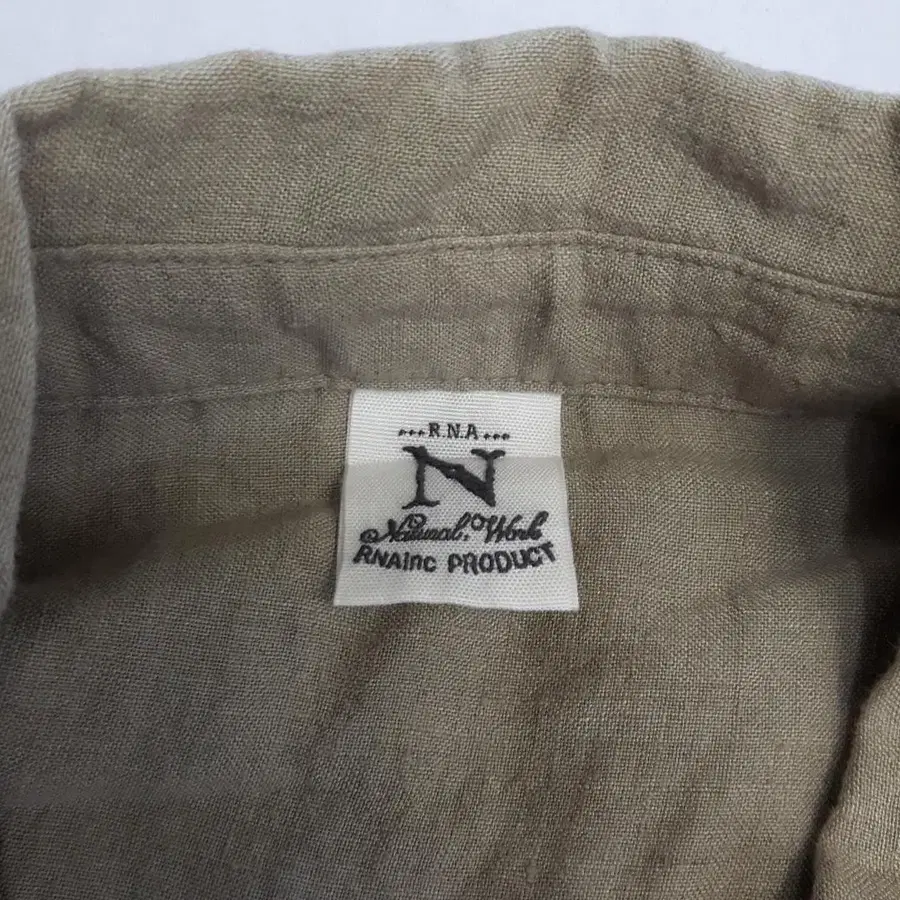 ...R.N.A...
N
Natural, Work
RNAInc PRODUCT